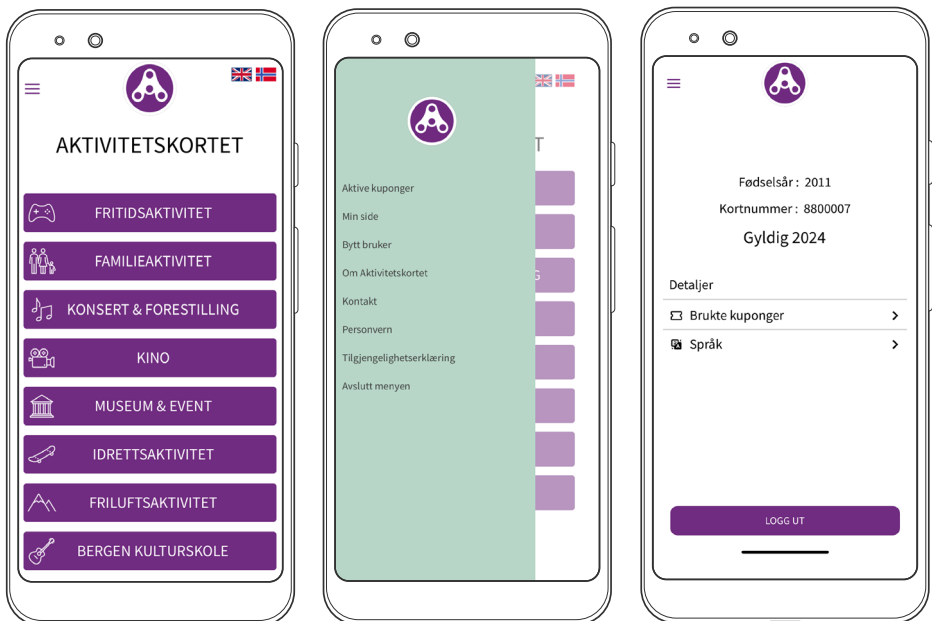 AKTIVITETSKORTET
FRITIDSAKTIVITET
FAMILIEAKTIVITET
KONSERT & FORESTILLING
KINO
MUSEUM & EVENT
IDRETTSAKTIVITET
FRILUFTSAKTIVITET
BERGEN KULTURSKOLE
T
G
Aktive kuponger
Min side
Bytt bruker
Om Aktivitetskortet
Kontakt
Personvern
Tilgjengelighetserklæring
Avslutt menyen
Fødselsår : 2011
Kortnummer : 8800007
Gyldig 2024
Detaljer
Brukte kuponger
Språk
LOGG UT